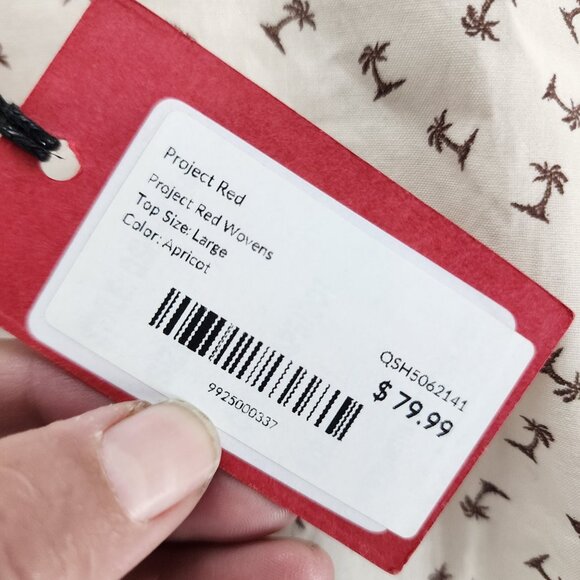 Project Red
Project Red Wovens
Top Size: Large
Color: Apricot
QSH5062141
$ 79.99
9925000337